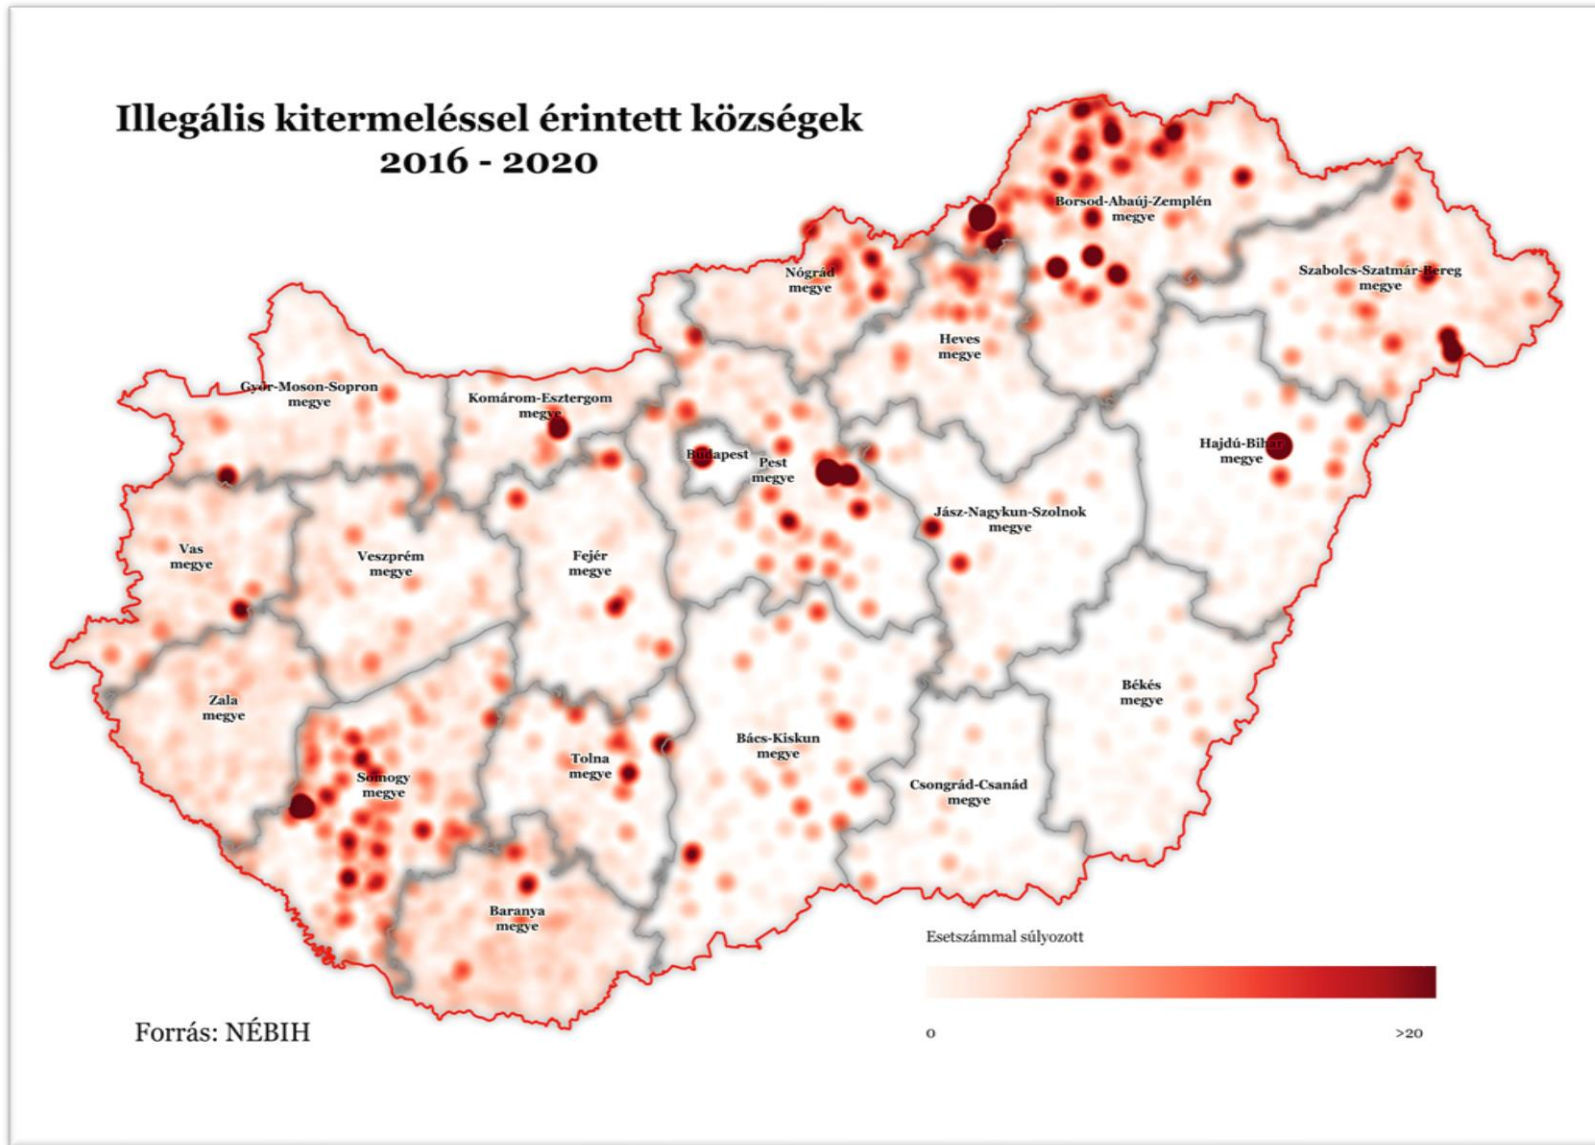 Illegális kitermeléssel érintett községek
2016 - 2020
Borsod-Abaúj-Zemplén
megye
Nógrád
megye
Szabolcs-Szatmár-Bereg
megye
Heves
megye
Győr-Moson-Sopron
megye
Komárom-Esztergom
megye
Hajdú-Bihar
megye
Budapest
Pest
megye
Jász-Nagykun-Szolnok
megye
Vas
megye
Veszprém
megye
Fejér
megye
Zala
megye
Békés
megye
Bács-Kiskun
megye
Tolna
megye
Somogy
megye
Csongrád-Csanád
megye
Baranya
megye
Esetszámmal súlyozott
0
>20
Forrás: NÉBIH